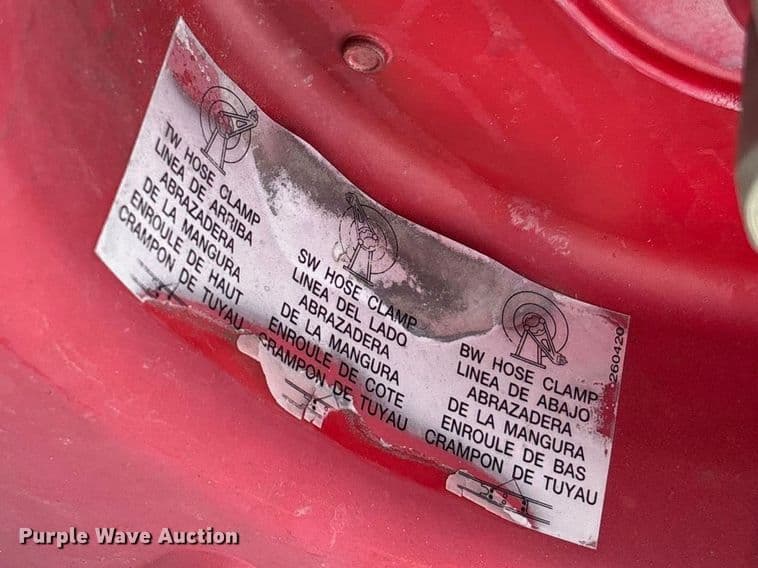 TW HOSE CLAMP
LINEA DE ARRIBA
ABRAZADERA
DE LA MANGURA
ENROULE DE HAUT
CRAMPON DE TUYAU
SW HOSE CLAMP
LINEA DEL LADO
ABRAZADERA
DE LA MANGURA
ENROULE DE COTE
CRAMPON DE TUYAU
BW HOSE CLAMP
LINEA DE ABAJO
ABRAZADERA
DE LA MANGURA
ENROULE DE BAS
CRAMPON DE TUYAU
260420
Purple Wave Auction